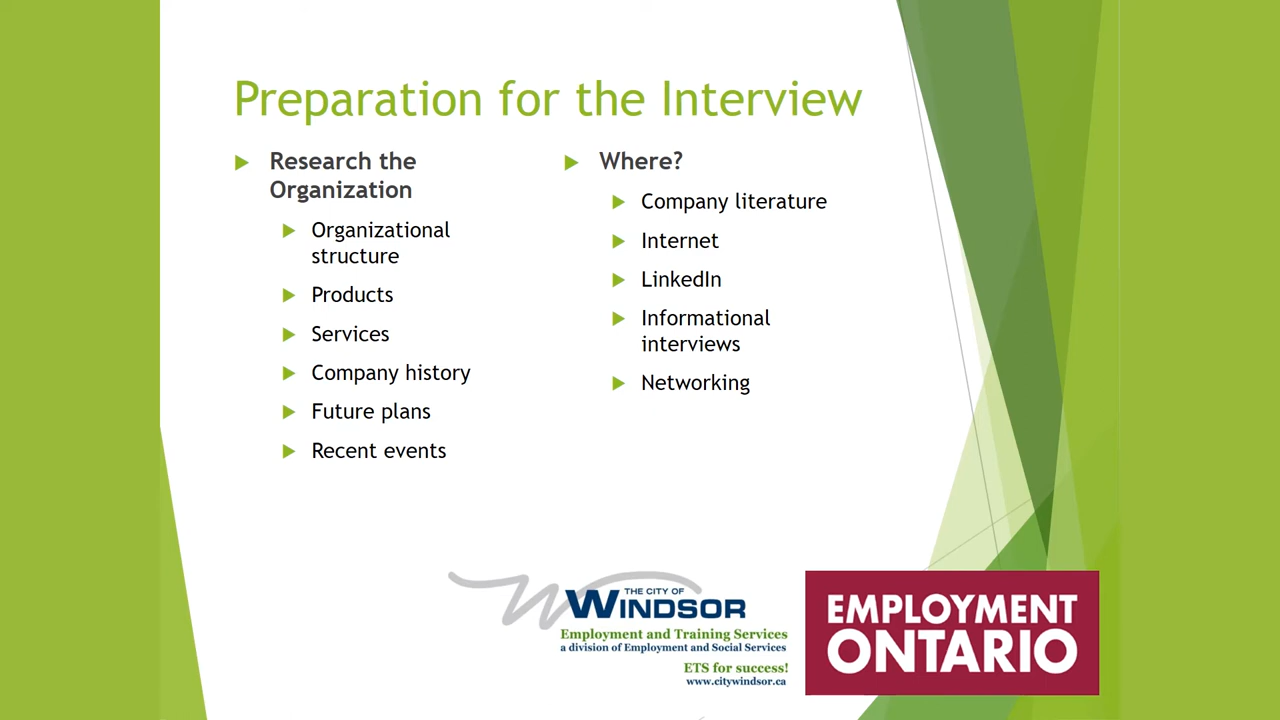 Preparation for the Interview
Research the
Organization
Organizational
structure
Products
Services
Company history
Future plans
Recent events
Where?
Company literature
Internet
LinkedIn
Informational
interviews
Networking
THE CITY OF
WINDSOR
Employment and Training Services
a division of Employment and Social Services
ETS for success!
www.citywindsor.ca
EMPLOYMENT
ONTARIO